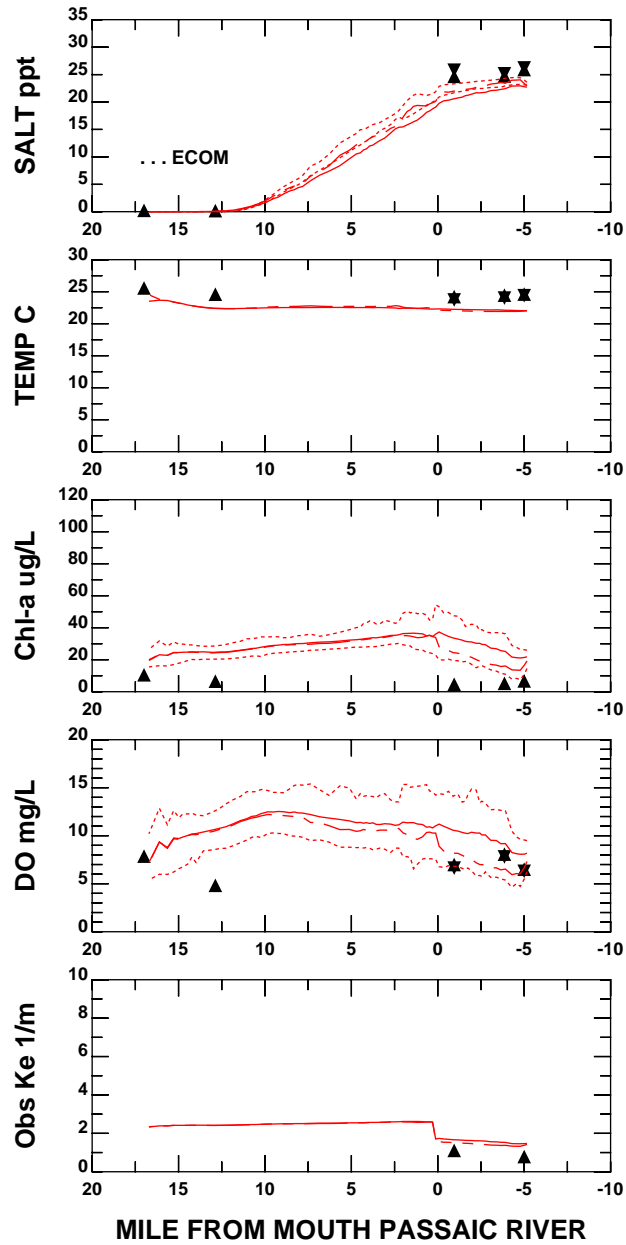 SALT ppt
35
30
25
20
15
10
5
0
. . . ECOM
20 15 10 5 0 -5 -10
TEMP C
30
25
20
15
10
5
0
20 15 10 5 0 -5 -10
Chl-a ug/L
120
100
80
60
40
20
0
20 15 10 5 0 -5 -10
DO mg/L
20
15
10
5
0
20 15 10 5 0 -5 -10
Obs Ke 1/m
10
8
6
4
2
0
20 15 10 5 0 -5 -10
MILE FROM MOUTH PASSAIC RIVER